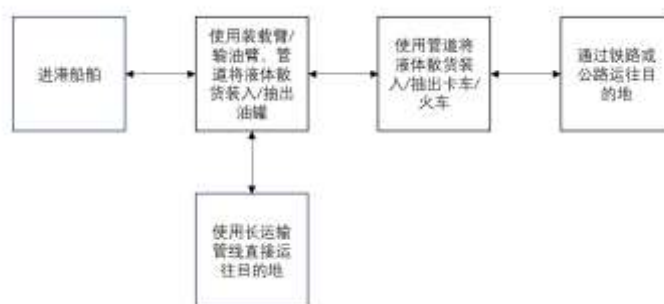 进港船舶
使用装载臂/
输油臂、管
道将液体散
货装入/抽出
油罐
使用管道将
液体散货装
入/抽出卡车/
火车
通过铁路或
公路运往目
的地
使用长运输
管线直接运
往目的地